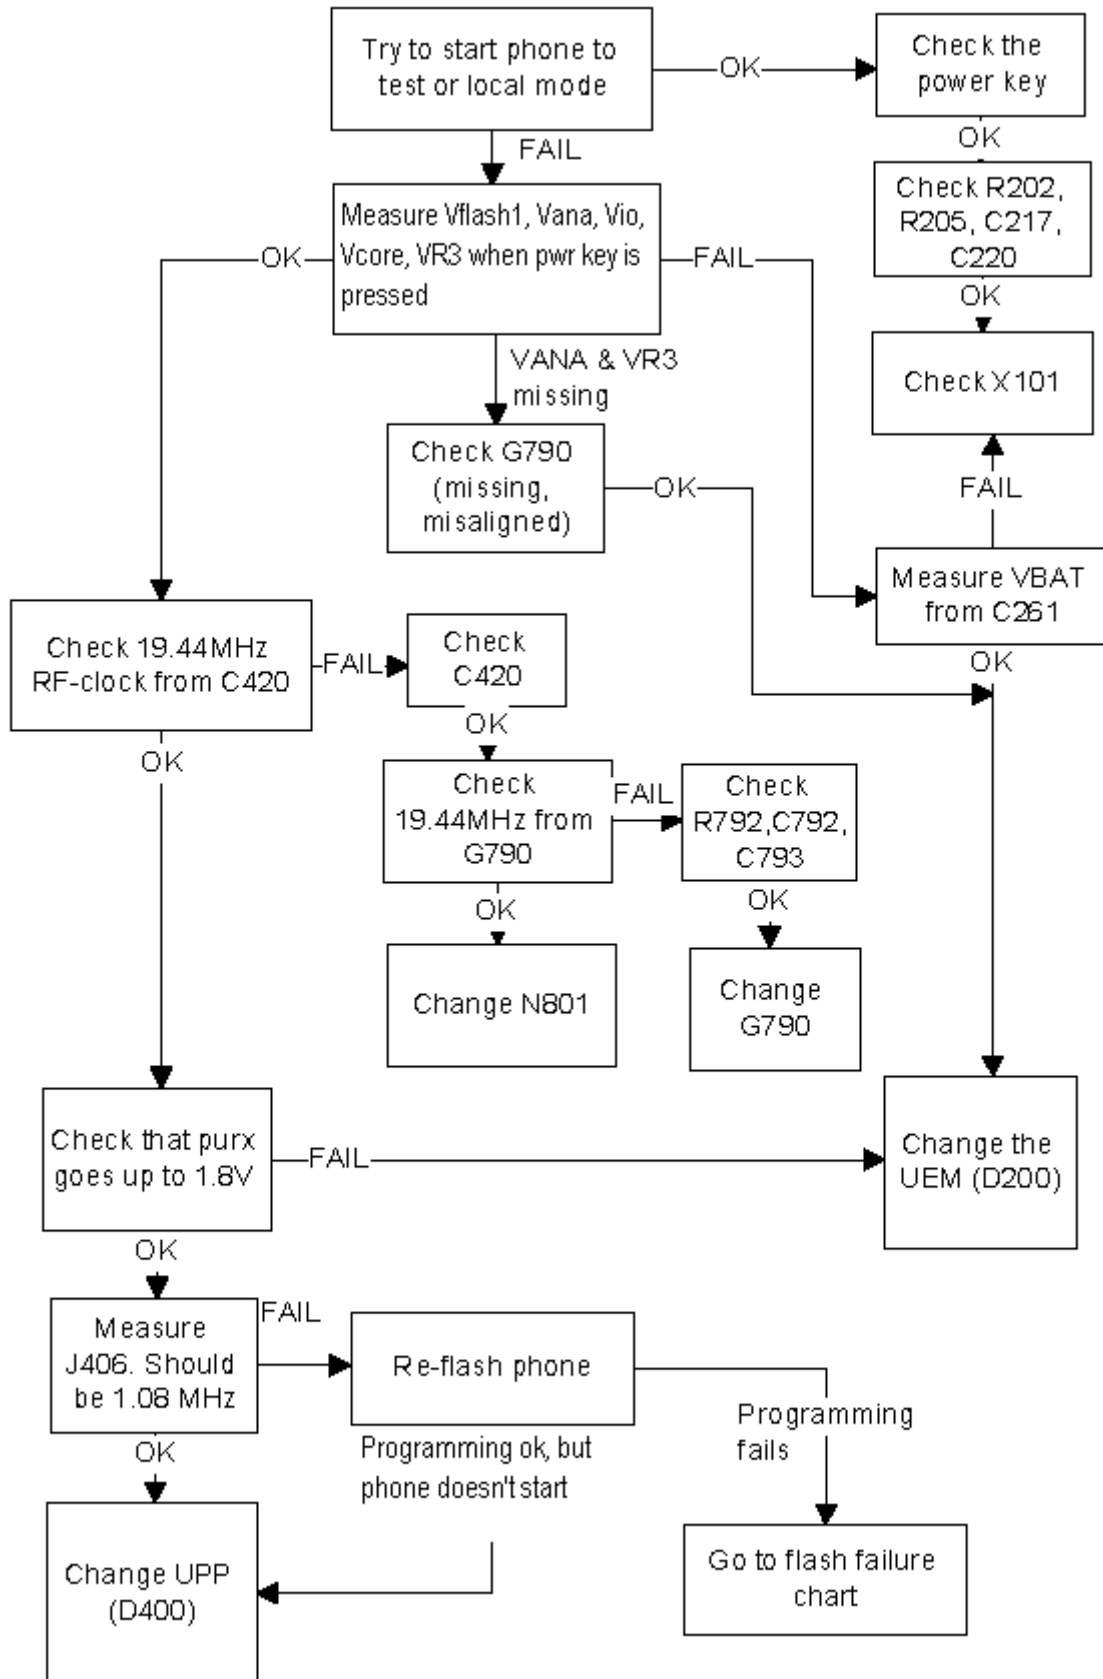 Try to start phone to
test or local mode
OK
Check the
power key
FAIL
OK
Measure Vflash1, Vana, Vio,
Vcore, VR3 when pwr key is
pressed
OK
FAIL
Check R202,
R205, C217,
C220
OK
VANA & VR3
missing
Check X101
Check G790
(missing,
misaligned)
OK
FAIL
Measure VBAT
from C261
OK
Check 19.44MHz
RF-clock from C420
FAIL
Check
C420
OK
OK
Check
19.44MHz from
G790
FAIL
Check
R792,C792,
C793
OK
OK
Change N801
Change
G790
Check that purx
goes up to 1.8V
FAIL
Change the
UEM (D200)
OK
Measure
J406. Should
be 1.08 MHz
FAIL
Re-flash phone
OK
Programming ok, but
phone doesn't start
Programming
fails
Change UPP
(D400)
Go to flash failure
chart